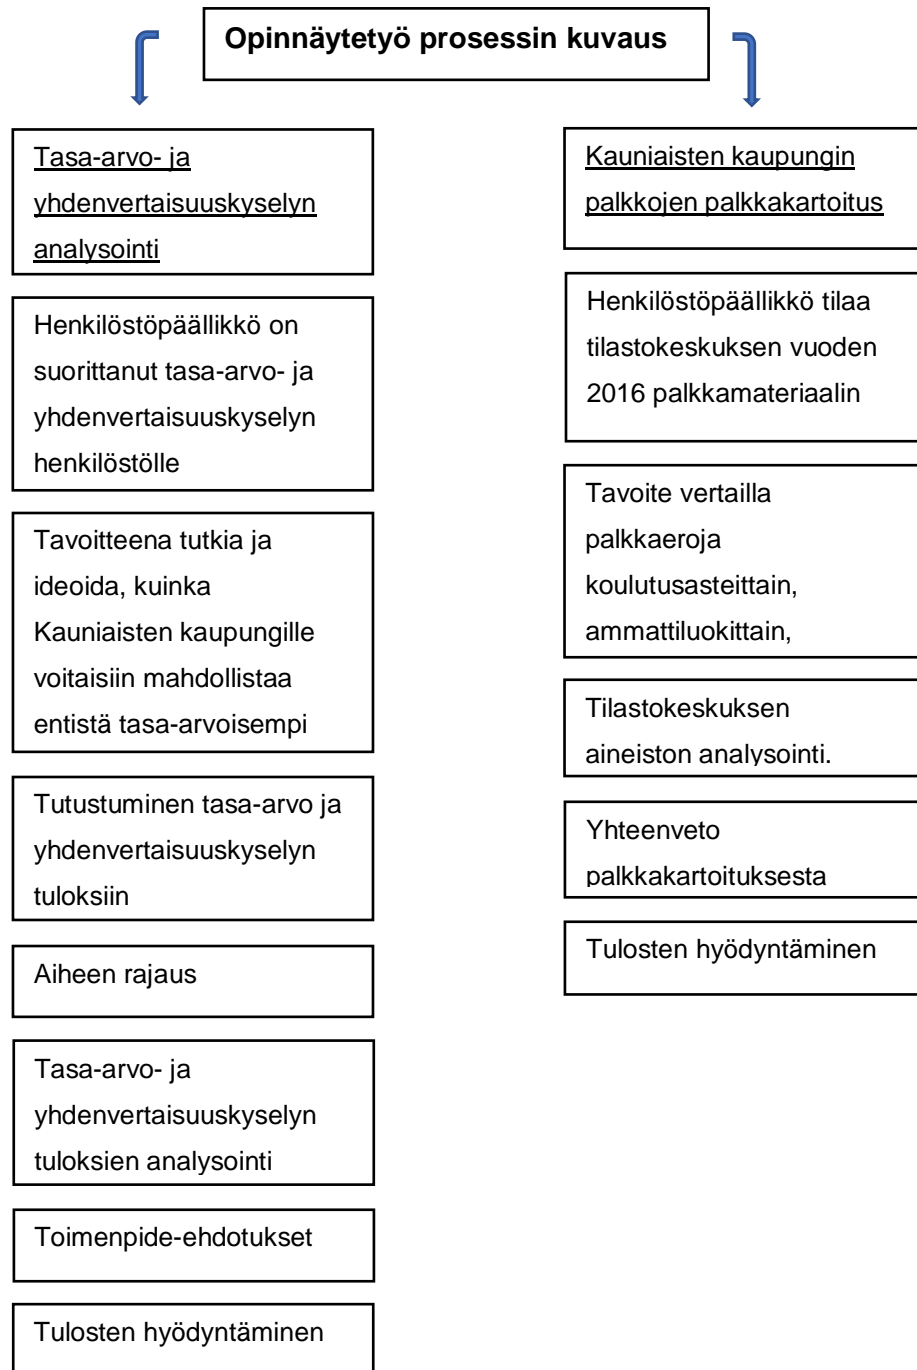 Opinnäytetyö prosessin kuvaus
Tasa-arvo- ja
yhdenvertaisuuskyselyn
analysointi
Henkilöstöpäällikkö on
suorittanut tasa-arvo- ja
yhdenvertaisuuskyselyn
henkilöstölle
Tavoitteena tutkia ja
ideoida, kuinka
Kauniaisten kaupungille
voitaisiin mahdollistaa
entistä tasa-arvoisempi
Tutustuminen tasa-arvo ja
yhdenvertaisuuskyselyn
tuloksiin
Aiheen rajaus
Tasa-arvo- ja
yhdenvertaisuuskyselyn
tuloksien analysointi
Toimenpide-ehdotukset
Tulosten hyödyntäminen
Kauniaisten kaupungin
palkkojen palkkakartoitus
Henkilöstöpäällikkö tilaa
tilastokeskuksen vuoden
2016 palkkamateriaalin
Tavoite vertailla
palkkaeroja
koulutusasteittain,
ammattiluokittain,
Tilastokeskuksen
aineiston analysointi.
Yhteenveto
palkkakartoituksesta
Tulosten hyödyntäminen